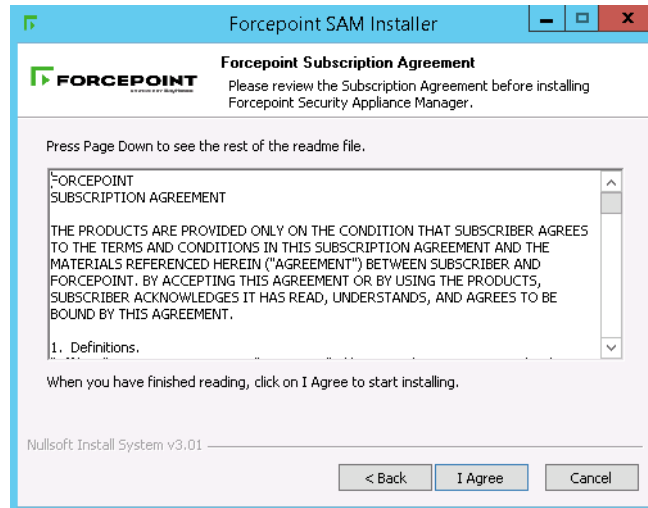 Forcepoint SAM Installer
FORCEPOINT
Forcepoint Subscription Agreement
Please review the Subscription Agreement before installing
Forcepoint Security Appliance Manager.
Press Page Down to see the rest of the readme file.
FORCEPOINT
SUBSCRIPTION AGREEMENT
THE PRODUCTS ARE PROVIDED ONLY ON THE CONDITION THAT SUBSCRIBER AGREES
TO THE TERMS AND CONDITIONS IN THIS SUBSCRIPTION AGREEMENT AND THE
MATERIALS REFERENCED HEREIN ("AGREEMENT") BETWEEN SUBSCRIBER AND
FORCEPOINT. BY ACCEPTING THIS AGREEMENT OR BY USING THE PRODUCTS,
SUBSCRIBER ACKNOWLEDGES IT HAS READ, UNDERSTANDS, AND AGREES TO BE
BOUND BY THIS AGREEMENT.
1. Definitions.
When you have finished reading, click on I Agree to start installing.
Nullsoft Install System v3.01
< Back
I Agree
Cancel